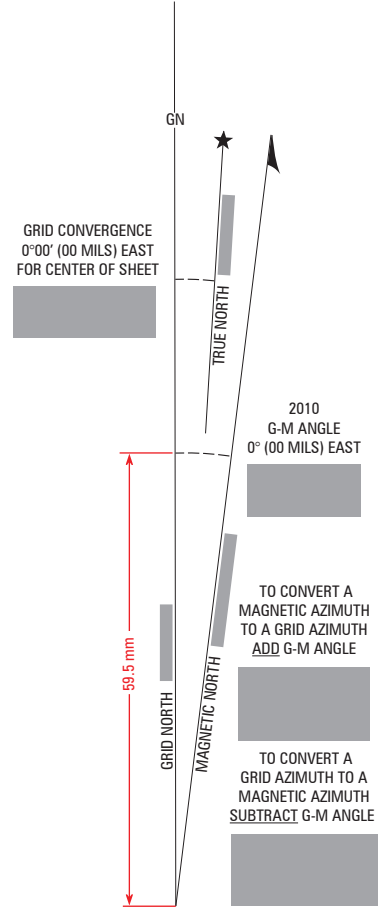 GN
GRID CONVERGENCE
0°00’ (00 MILS) EAST
FOR CENTER OF SHEET
TRUE NORTH
2010
G-M ANGLE
0° (00 MILS) EAST
59.5 mm
GRID NORTH
MAGNETIC NORTH
TO CONVERT A
MAGNETIC AZIMUTH
TO A GRID AZIMUTH
ADD G-M ANGLE
TO CONVERT A
GRID AZIMUTH TO A
MAGNETIC AZIMUTH
SUBTRACT G-M ANGLE